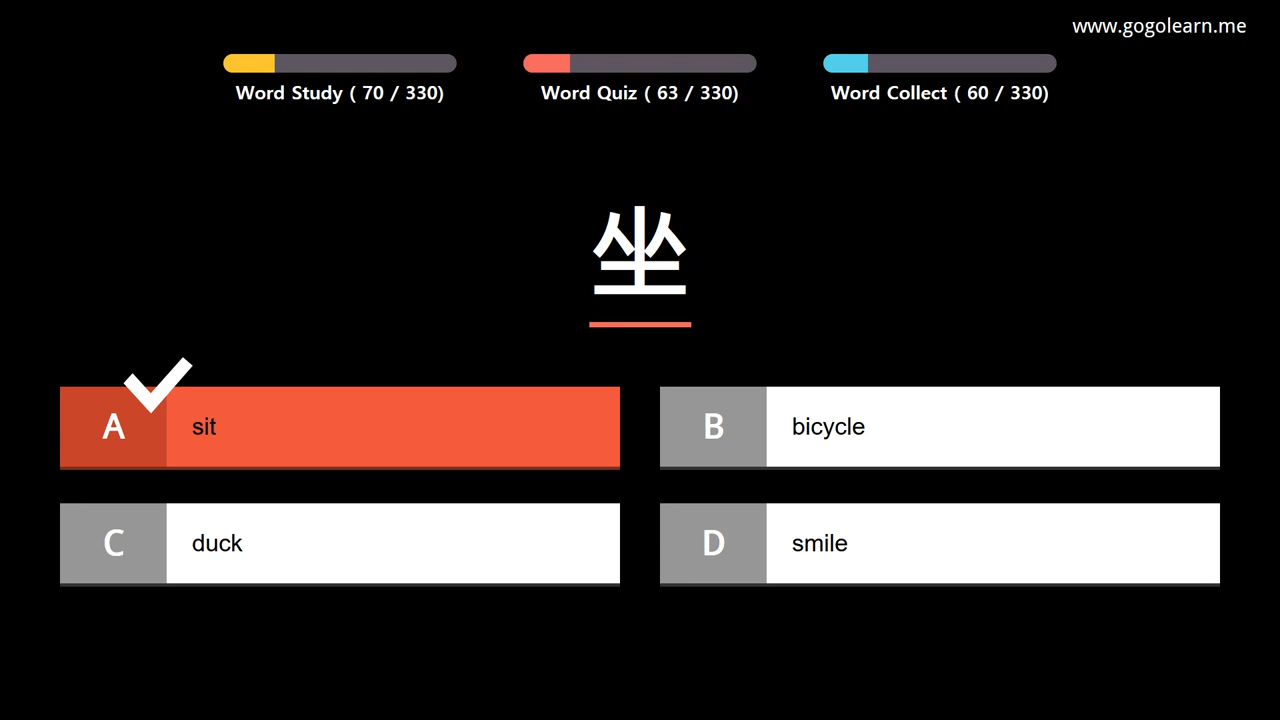 www.gogolearn.me
Word Study ( 70 / 330)
Word Quiz ( 63 / 330)
Word Collect ( 60 / 330)
坐
A sit
B bicycle
C duck
D smile